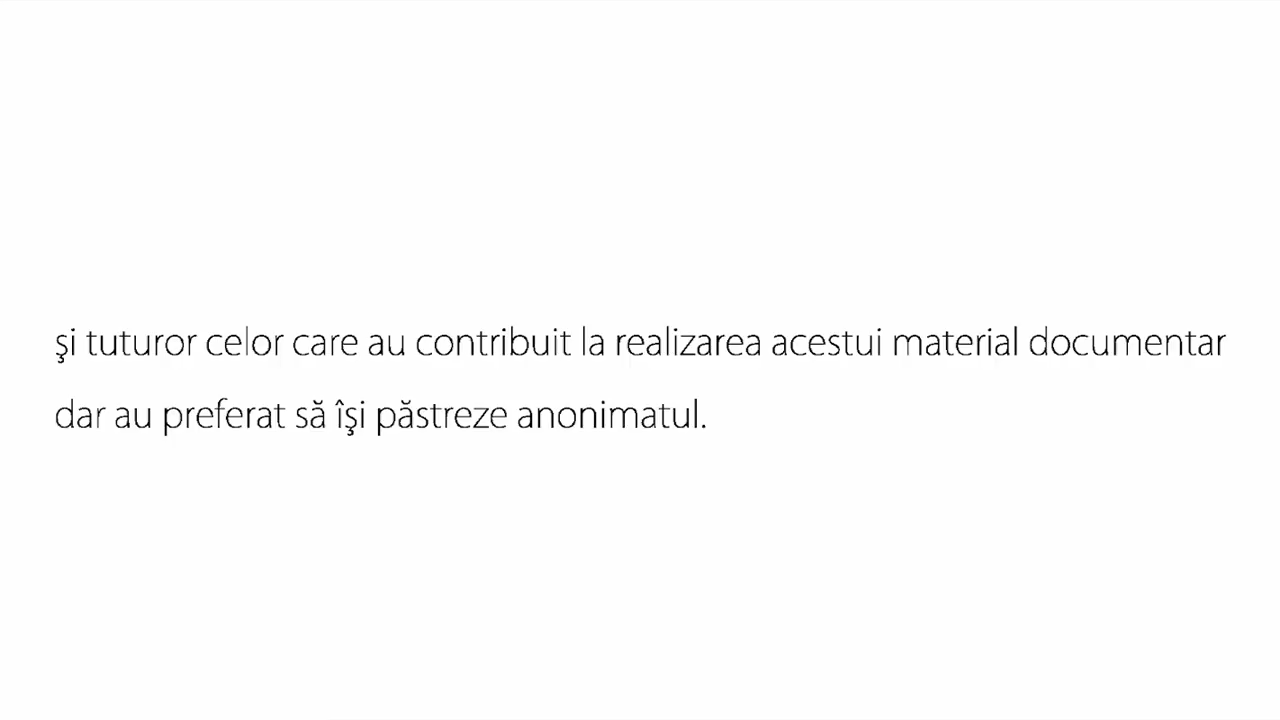 şi tuturor celor care au contribuit la realizarea acestui material documentar
dar au preferat să îşi păstreze anonimatul.